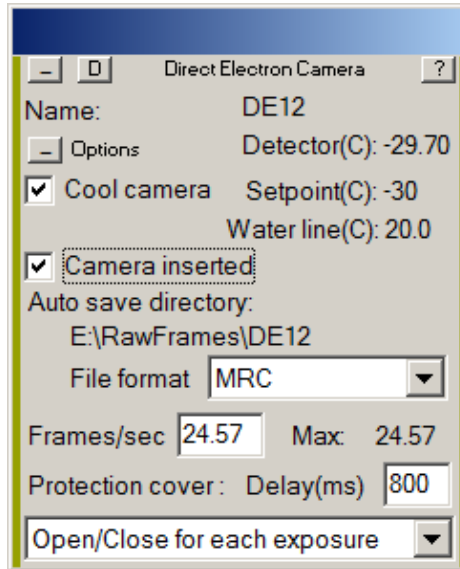 – D Direct Electron Camera ?
Name: DE12
– Options Detector(C): -29.70
Cool camera Setpoint(C): -30
Water line(C): 20.0
Camera inserted
Auto save directory:
E:\RawFrames\DE12
File format MRC
Frames/sec 24.57 Max: 24.57
Protection cover : Delay(ms) 800
Open/Close for each exposure